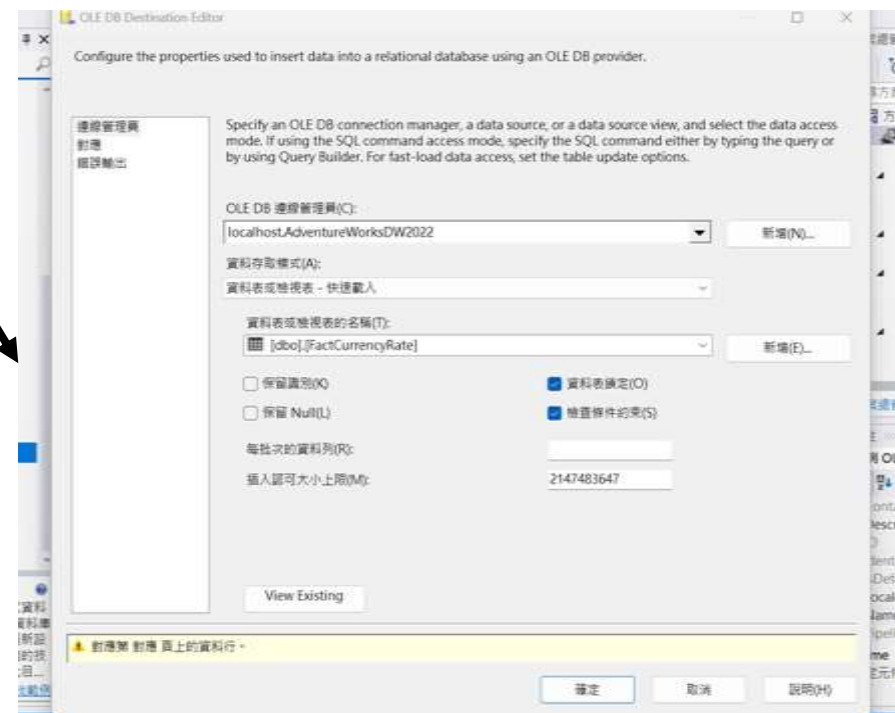 OLE DB Destination Editor
Configure the properties used to insert data into a relational database using an OLE DB provider.
連線管理員
對應
錯誤輸出
Specify an OLE DB connection manager, a data source, or a data source view, and select the data access
mode. If using the SQL command access mode, specify the SQL command either by typing the query or
by using Query Builder. For fast-load data access, set the table update options.
OLE DB 連線管理員(C):
localhost.AdventureWorksDW2022
新增(N)...
資料存取模式(A):
資料表或檢視表 - 快速載入
資料表或檢視表的名稱(T):
[dbo].[FactCurrencyRate]
新增(E)...
保留識別(K)
資料表鎖定(O)
保留 Null(L)
檢查條件約束(S)
每批次的資料列(R):
插入認可大小上限(M):
2147483647
View Existing
對應第 對應 頁上的資料行。
確定
取消
說明(H)